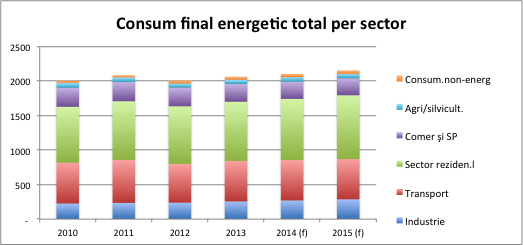 Consum final energetic total per sector
2500
2000
1500
1000
500
-
2010 2011 2012 2013 2014 (f) 2015 (f)
Consum.non-energ
Agri/silvicult.
Comer și SP
Sector reziden.l
Transport
Industrie